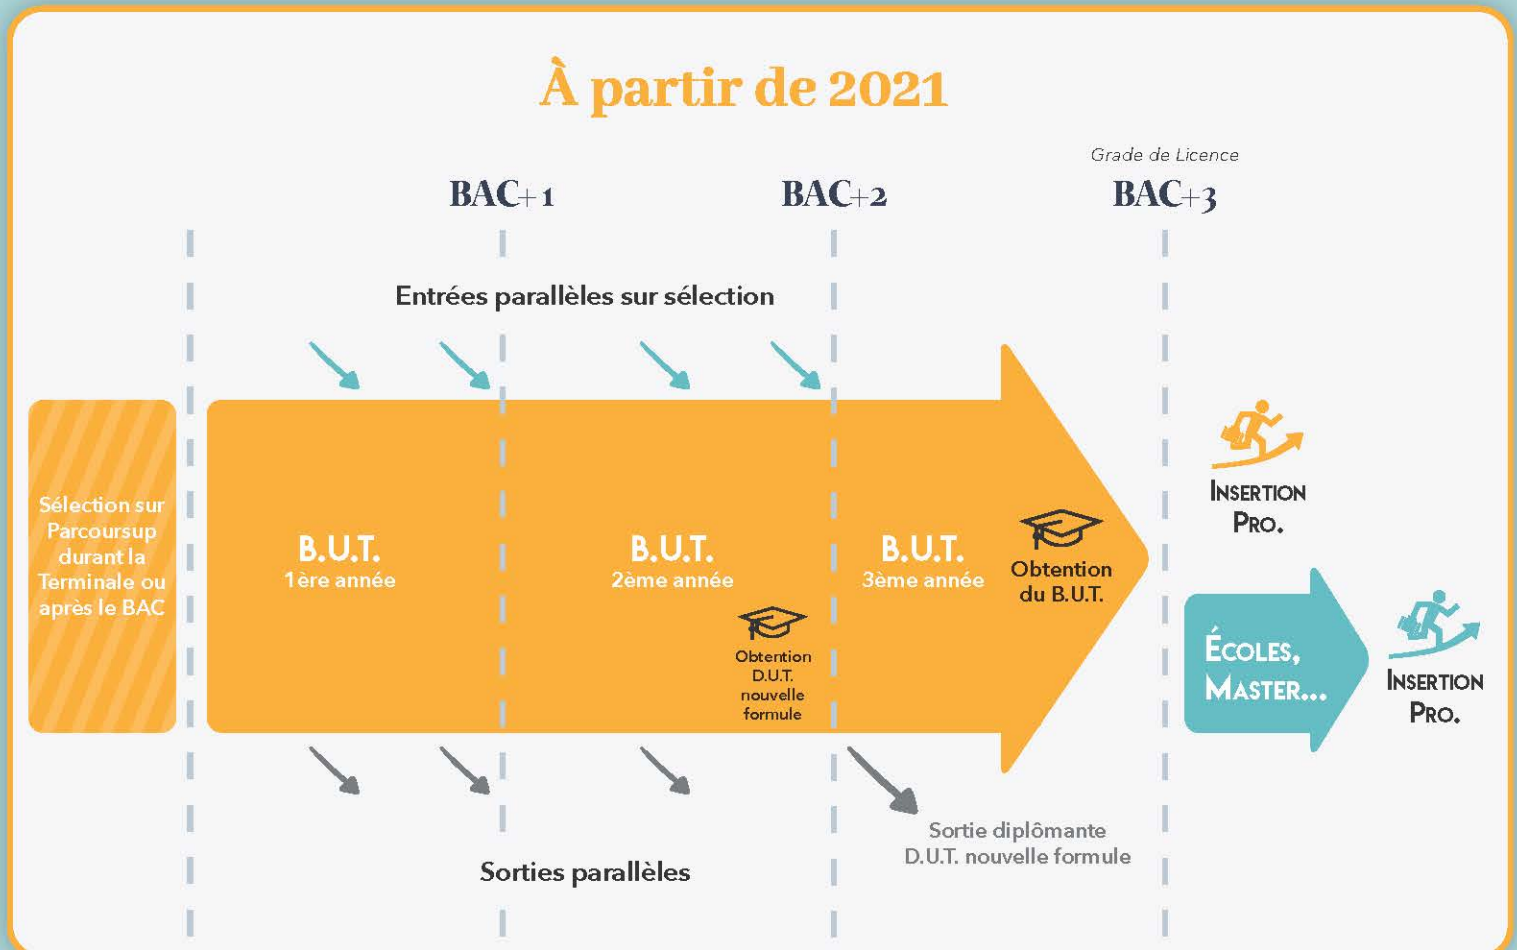 À partir de 2021
Grade de Licence
BAC+1
BAC+2
BAC+3
Entrées parallèles sur sélection
Sélection sur
Parcoursup
durant la
Terminale ou
après le BAC
B.U.T.
1ère année
B.U.T.
2ème année
Obtention
D.U.T.
nouvelle
formule
B.U.T.
3ème année
Obtention
du B.U.T.
INSERTION
PRO.
ÉCOLES,
MASTER...
INSERTION
PRO.
Sortie diplômante
D.U.T. nouvelle formule
Sorties parallèles